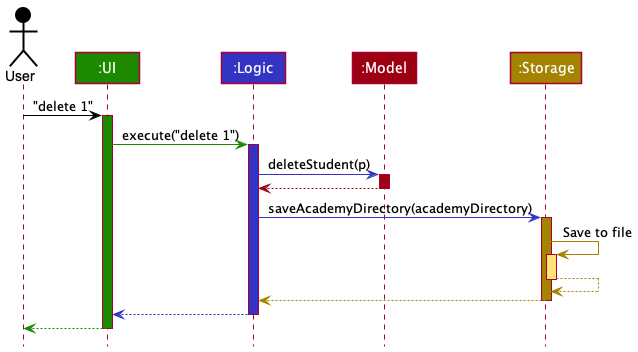 User
:UI
:Logic
:Model
:Storage
"delete 1"
execute("delete 1")
deleteStudent(p)
saveAcademyDirectory(academyDirectory)
Save to file